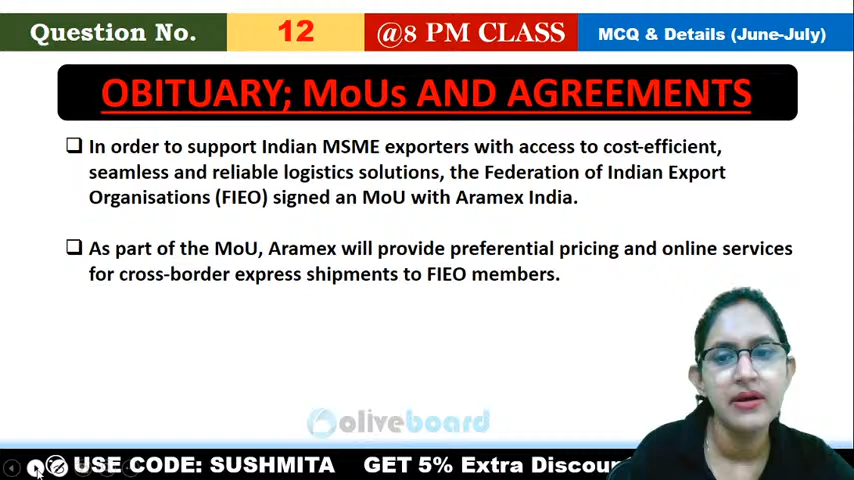 Question No.
12
@8 PM CLASS
MCQ & Details (June-July)
OBITUARY; MoUs AND AGREEMENTS
In order to support Indian MSME exporters with access to cost-efficient,
seamless and reliable logistics solutions, the Federation of Indian Export
Organisations (FIEO) signed an MoU with Aramex India.
As part of the MoU, Aramex will provide preferential pricing and online services
for cross-border express shipments to FIEO members.
oliveboard
USE CODE: SUSHMITA GET 5% Extra Discoun